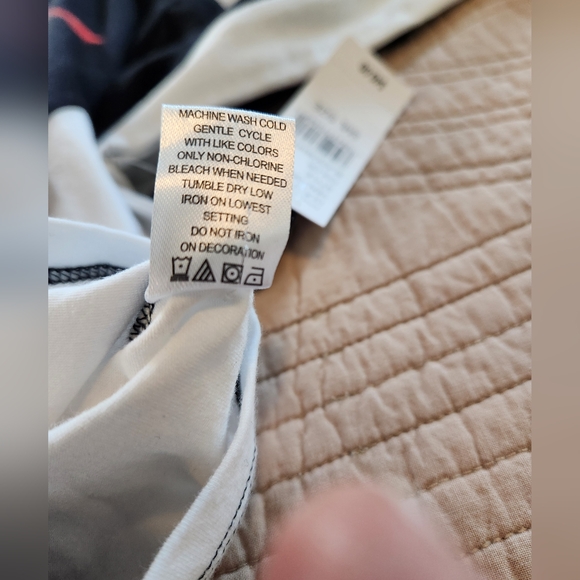 MACHINE WASH COLD
GENTLE CYCLE
WITH LIKE COLORS
ONLY NON-CHLORINE
BLEACH WHEN NEEDED
TUMBLE DRY LOW
IRON ON LOWEST
SETTING
DO NOT IRON
ON DECORATION